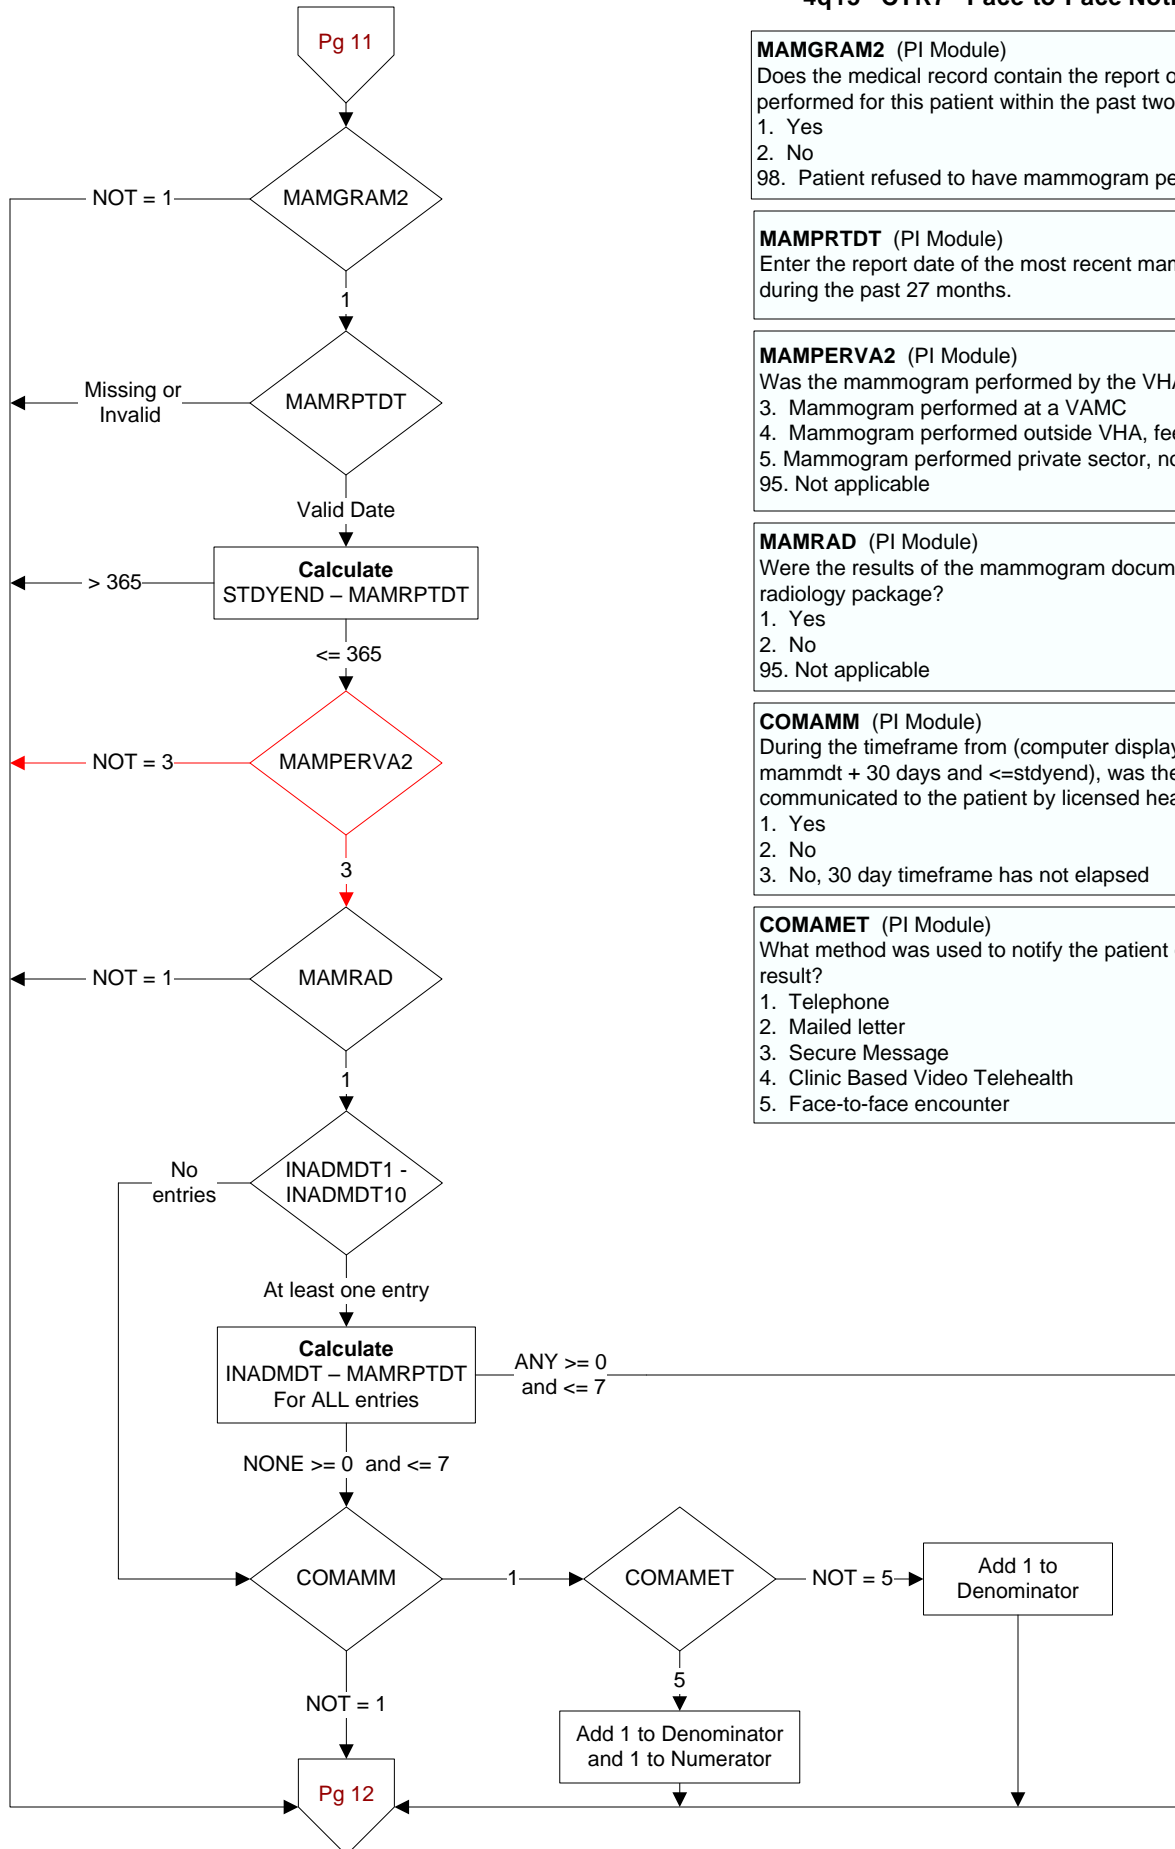 4q15 CTR7 Face-to-Face
Pg 11
MAMGRAM2
NOT = 1
1
MAMRPTDT
Missing or
Invalid
Valid Date
Calculate
STDYEND – MAMRPTDT
> 365
<= 365
MAMPERVA2
NOT = 3
3
MAMRAD
NOT = 1
1
INADMDT1 -
INADMDT10
No
entries
At least one entry
Calculate
INADMDT – MAMRPTDT
For ALL entries
ANY >= 0
and <= 7
NONE >= 0 and <= 7
COMAMM
1
COMAMET
NOT = 5
Add 1 to
Denominator
5
NOT = 1
Add 1 to Denominator
and 1 to Numerator
Pg 12
MAMGRAM2 (PI Module)
Does the medical record contain the report
performed for this patient within the past two
1. Yes
2. No
98. Patient refused to have mammogram
MAMPRTDT (PI Module)
Enter the report date of the most recent
during the past 27 months.
MAMPERVA2 (PI Module)
Was the mammogram performed by the
3. Mammogram performed at a VAMC
4. Mammogram performed outside VHA,
5. Mammogram performed private sector,
95. Not applicable
MAMRAD (PI Module)
Were the results of the mammogram
radiology package?
1. Yes
2. No
95. Not applicable
COMAMM (PI Module)
During the timeframe from (computer
mammdt + 30 days and <=stdyend), was
communicated to the patient by licensed
1. Yes
2. No
3. No, 30 day timeframe has not elapsed
COMAMET (PI Module)
What method was used to notify the patient
result?
1. Telephone
2. Mailed letter
3. Secure Message
4. Clinic Based Video Telehealth
5. Face-to-face encounter